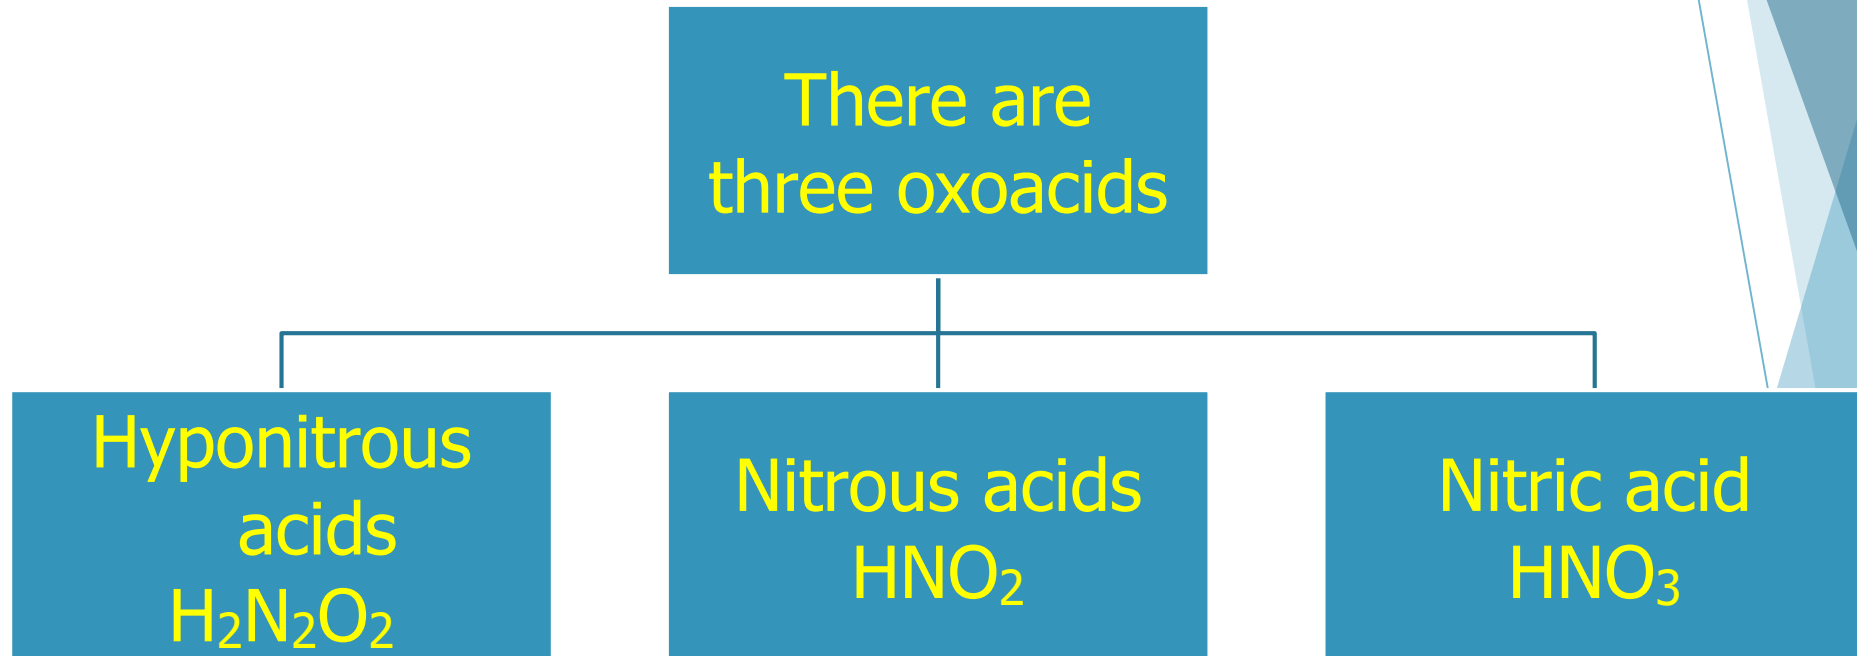 There are
three oxoacids
Hyponitrous
acids
H₂N₂O₂
Nitrous acids
HNO₂
Nitric acid
HNO₃